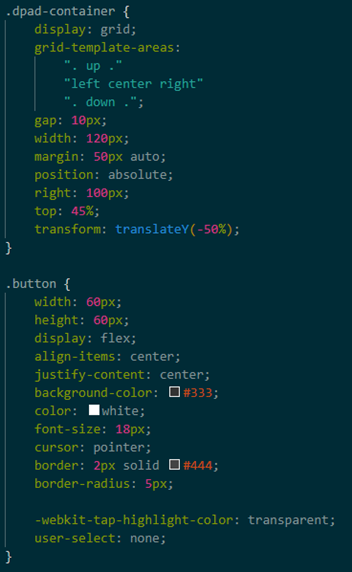 .dpad-container {
    display: grid;
    grid-template-areas:
        ". up ."
        "left center right"
        ". down .";
    gap: 10px;
    width: 120px;
    margin: 50px auto;
    position: absolute;
    right: 100px;
    top: 45%;
    transform: translateY(-50%);
}

.button {
    width: 60px;
    height: 60px;
    display: flex;
    align-items: center;
    justify-content: center;
    background-color: #333;
    color: white;
    font-size: 18px;
    cursor: pointer;
    border: 2px solid #444;
    border-radius: 5px;

    -webkit-tap-highlight-color: transparent;
    user-select: none;
}